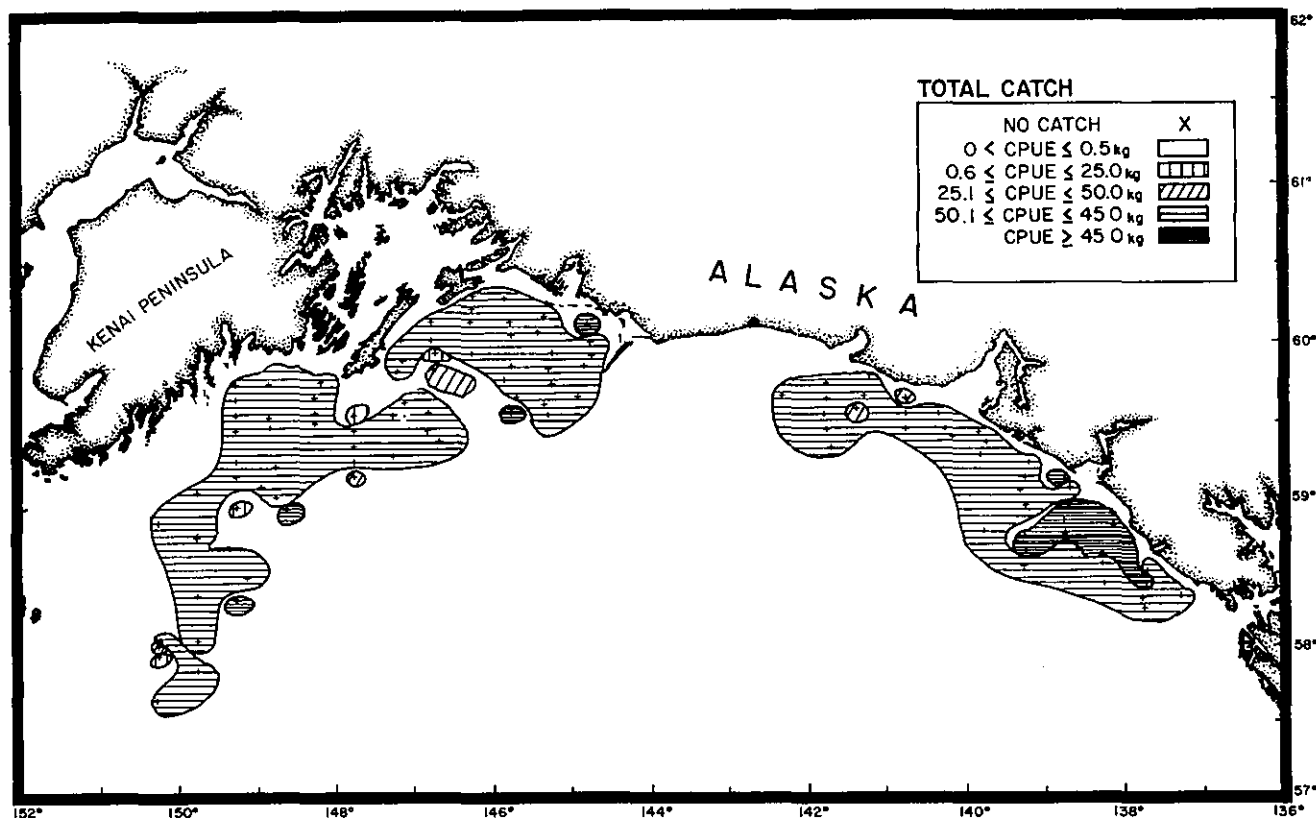 62°
TOTAL CATCH
NO CATCH X
0 < CPUE ≤ 0.5 kg
0.6 ≤ CPUE ≤ 25.0 kg
25.1 ≤ CPUE ≤ 50.0 kg
50.1 ≤ CPUE ≤ 45 0 kg
CPUE ≥ 45 0 kg
61°
KENAI PENINSULA
ALASKA
60°
59°
58°
57°
152° 150° 148° 146° 144° 142° 140° 138° 136°